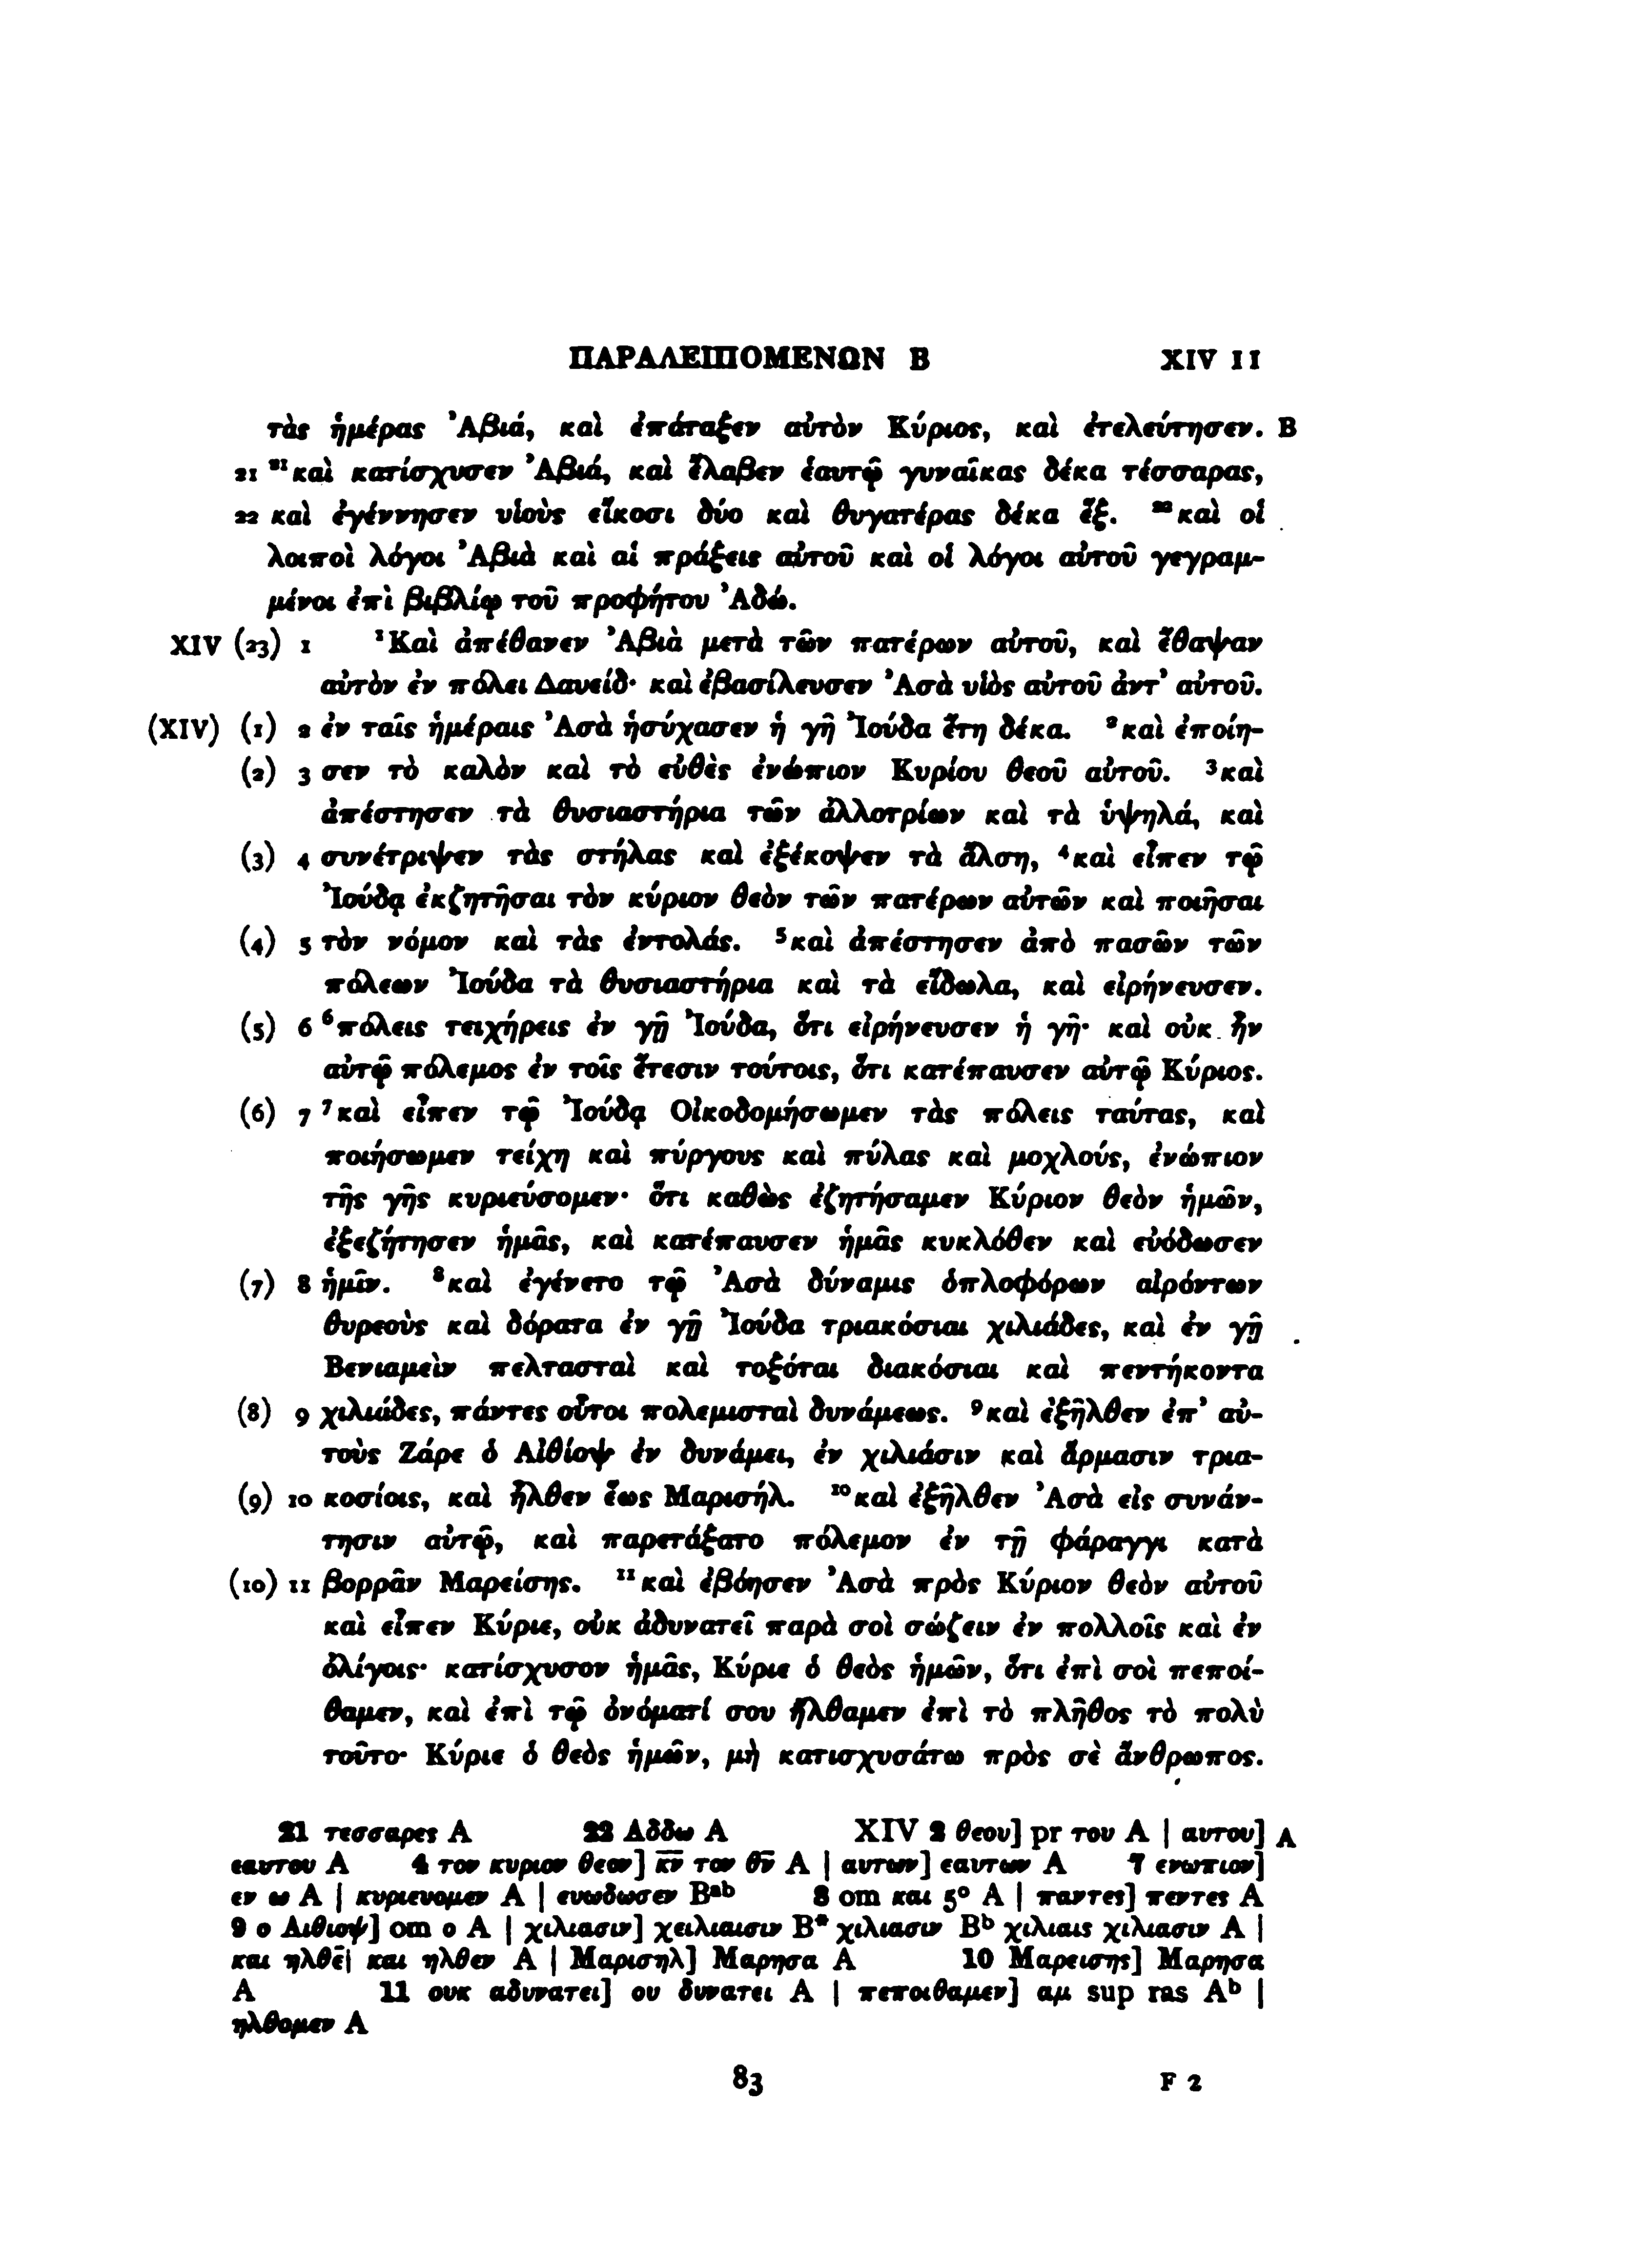 ΠΑΡΑΛΕΙΠΟΜΕΝΩΝ Β XIV 11
τὰς ἡμέρας Ἀβιά, καὶ ἐπάταξεν αὐτὸν Κύριος, καὶ ἐτελεύτησεν. B
21 ²¹καὶ κατίσχυσεν Ἀβιά, καὶ ἔλαβεν ἑαυτῷ γυναῖκας δέκα τέσσαρας,
22 καὶ ἐγέννησεν υἱοὺς εἴκοσι δύο καὶ θυγατέρας δέκα ἕξ. ²²καὶ οἱ
λοιποὶ λόγοι Ἀβιὰ καὶ αἱ πράξεις αὐτοῦ καὶ οἱ λόγοι αὐτοῦ γεγραμ-
μένοι ἐπὶ βιβλίῳ τοῦ προφήτου Ἀδώ.
XIV (23) 1 ¹Καὶ ἀπέθανεν Ἀβιὰ μετὰ τῶν πατέρων αὐτοῦ, καὶ ἔθαψαν
αὐτὸν ἐν πόλει Δαυείδ· καὶ ἐβασίλευσεν Ἀσὰ υἱὸς αὐτοῦ ἀντ’ αὐτοῦ.
(XIV) (1) 2 ἐν ταῖς ἡμέραις Ἀσὰ ἡσύχασεν ἡ γῆ Ἰούδα ἔτη δέκα. ²καὶ ἐποίη-
(2) 3 σεν τὸ καλὸν καὶ τὸ εὐθὲς ἐνώπιον Κυρίου θεοῦ αὐτοῦ. ³καὶ
ἀπέστησεν τὰ θυσιαστήρια τῶν ἀλλοτρίων καὶ τὰ ὑψηλά, καὶ
(3) 4 συνέτριψεν τὰς στήλας καὶ ἐξέκοψεν τὰ ἄλση, ⁴καὶ εἶπεν τῷ
Ἰούδᾳ ἐκζητῆσαι τὸν κύριον θεὸν τῶν πατέρων αὐτῶν καὶ ποιῆσαι
(4) 5 τὸν νόμον καὶ τὰς ἐντολάς. ⁵καὶ ἀπέστησεν ἀπὸ πασῶν τῶν
πόλεων Ἰούδα τὰ θυσιαστήρια καὶ τὰ εἴδωλα, καὶ εἰρήνευσεν.
(5) 6 ⁶πόλεις τειχήρεις ἐν γῇ Ἰούδα, ὅτι εἰρήνευσεν ἡ γῆ· καὶ οὐκ ἦν
αὐτῷ πόλεμος ἐν τοῖς ἔτεσιν τούτοις, ὅτι κατέπαυσεν αὐτῷ Κύριος.
(6) 7 ⁷καὶ εἶπεν τῷ Ἰούδᾳ Οἰκοδομήσωμεν τὰς πόλεις ταύτας, καὶ
ποιήσωμεν τείχη καὶ πύργους καὶ πύλας καὶ μοχλούς, ἐνώπιον
τῆς γῆς κυριεύσομεν· ὅτι καθὼς ἐζητήσαμεν Κύριον θεὸν ἡμῶν,
ἐξεζήτησεν ἡμᾶς, καὶ κατέπαυσεν ἡμᾶς κυκλόθεν καὶ εὐόδωσεν
(7) 8 ἡμῖν. ⁸καὶ ἐγένετο τῷ Ἀσὰ δύναμις ὁπλοφόρων αἰρόντων
θυρεοὺς καὶ δόρατα ἐν γῇ Ἰούδα τριακόσιαι χιλιάδες, καὶ ἐν γῇ
Βενιαμεὶν πελτασταὶ καὶ τοξόται διακόσιαι καὶ πεντήκοντα
(8) 9 χιλιάδες, πάντες οὗτοι πολεμισταὶ δυνάμεως. ⁹καὶ ἐξῆλθεν ἐπ’ αὐ-
τοὺς Ζάρε ὁ Αἰθίοψ ἐν δυνάμει, ἐν χιλιάσιν καὶ ἅρμασιν τρια-
(9) 10 κοσίοις, καὶ ἦλθεν ἕως Μαρισήλ. ¹⁰καὶ ἐξῆλθεν Ἀσὰ εἰς συνάν-
τησιν αὐτῷ, καὶ παρετάξατο πόλεμον ἐν τῇ φάραγγι κατὰ
(10) 11 βορρᾶν Μαρείσης. ¹¹καὶ ἐβόησεν Ἀσὰ πρὸς Κύριον θεὸν αὐτοῦ
καὶ εἶπεν Κύριε, οὐκ ἀδυνατεῖ παρὰ σοὶ σώζειν ἐν πολλοῖς καὶ ἐν
ὀλίγοις· κατίσχυσον ἡμᾶς, Κύριε ὁ θεὸς ἡμῶν, ὅτι ἐπὶ σοὶ πεποί-
θαμεν, καὶ ἐπὶ τῷ ὀνόματί σου ἤλθαμεν ἐπὶ τὸ πλῆθος τὸ πολὺ
τοῦτο· Κύριε ὁ θεὸς ἡμῶν, μὴ κατισχυσάτω πρὸς σὲ ἄνθρωπος.
21 τεσσαρες A 22 Αδδω A XIV 2 θεου] pr του A | αυτου] A
εαυτου A 4 τον κυριον θεον] κ̅ν̅ τον θ̅ν̅ A | αυτων] εαυτων A 7 ενωπιον]
εν ω A | κυριευομεν A | ευωδωσεν Bᵃᵇ 8 om και 5° A | παντες] πεντες A
9 ο Αιθιοψ] om ο A | χιλιασιν] χειλιαισιν B* χιλιασιν Bᵇ χιλιαις χιλιασιν A |
και ηλθε̅| και ηλθεν A | Μαρισηλ] Μαρησα A 10 Μαρεισης] Μαρησα
A 11 ουκ αδυνατει] ου δυνατει A | πεποιθαμεν] αμ sup ras Aᵇ |
ηλθομεν A
83 F 2